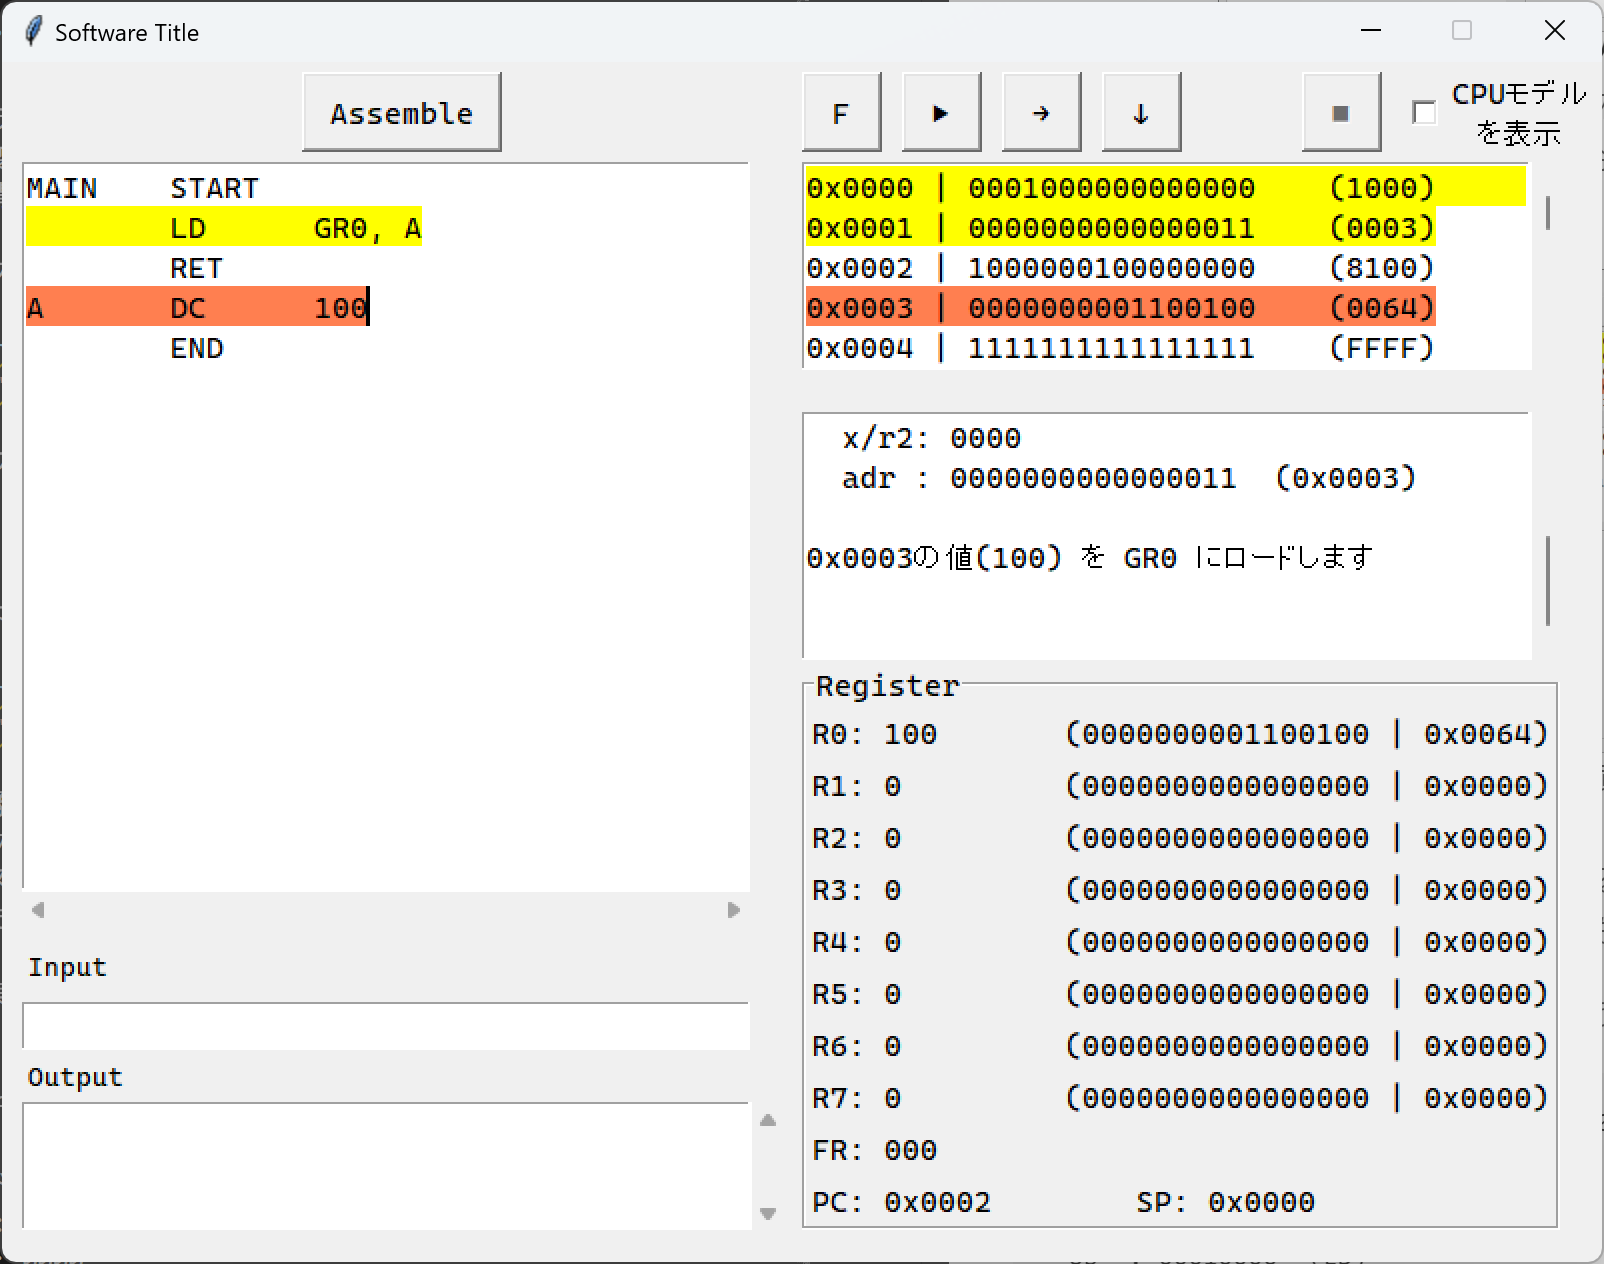 Software Title
Assemble
F ▶ → ↓ ■
CPUモデル
を表示
MAIN    START
        LD      GR0, A
        RET
A       DC      100
        END
Input
Output
0x0000 | 0001000000000000    (1000)
0x0001 | 0000000000000011    (0003)
0x0002 | 1000000100000000    (8100)
0x0003 | 0000000001100100    (0064)
0x0004 | 1111111111111111    (FFFF)
x/r2: 0000
adr : 0000000000000011  (0x0003)
0x0003の値(100) を GR0 にロードします
Register
R0: 100       (0000000001100100 | 0x0064)
R1: 0         (0000000000000000 | 0x0000)
R2: 0         (0000000000000000 | 0x0000)
R3: 0         (0000000000000000 | 0x0000)
R4: 0         (0000000000000000 | 0x0000)
R5: 0         (0000000000000000 | 0x0000)
R6: 0         (0000000000000000 | 0x0000)
R7: 0         (0000000000000000 | 0x0000)
FR: 000
PC: 0x0002        SP: 0x0000